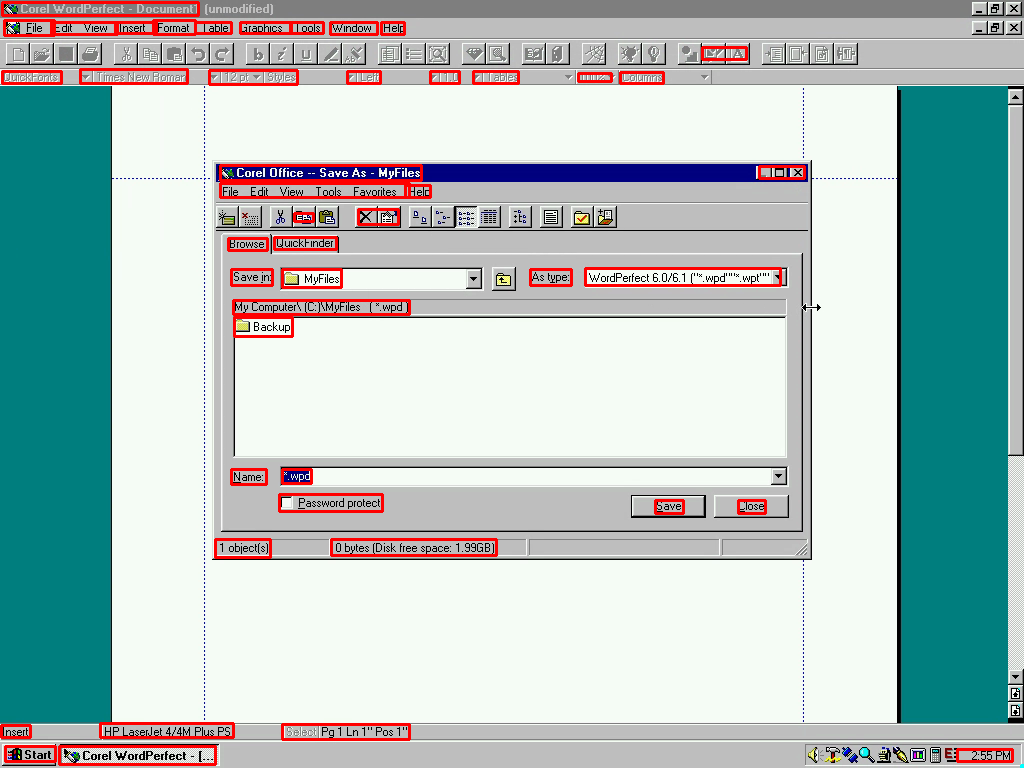 Corel WordPerfect - Document1 (unmodified)
File Edit View Insert Format Table Graphics Tools Window Help
QuickFonts Times New Roman 12 pt Styles Left 1.0 Tables Columns
Corel Office -- Save As - MyFiles
File Edit View Tools Favorites Help
Browse QuickFinder
Save in: MyFiles As type: WordPerfect 6.0/6.1 ("*.wpd""*.wpt""
My Computer\ (C:)\MyFiles ( *.wpd )
Backup
Name: *.wpd
Password protect Save Close
1 object(s) 0 bytes (Disk free space: 1.99GB)
Insert HP LaserJet 4/4M Plus PS Select Pg 1 Ln 1" Pos 1"
Start Corel WordPerfect - [... 2:55 PM